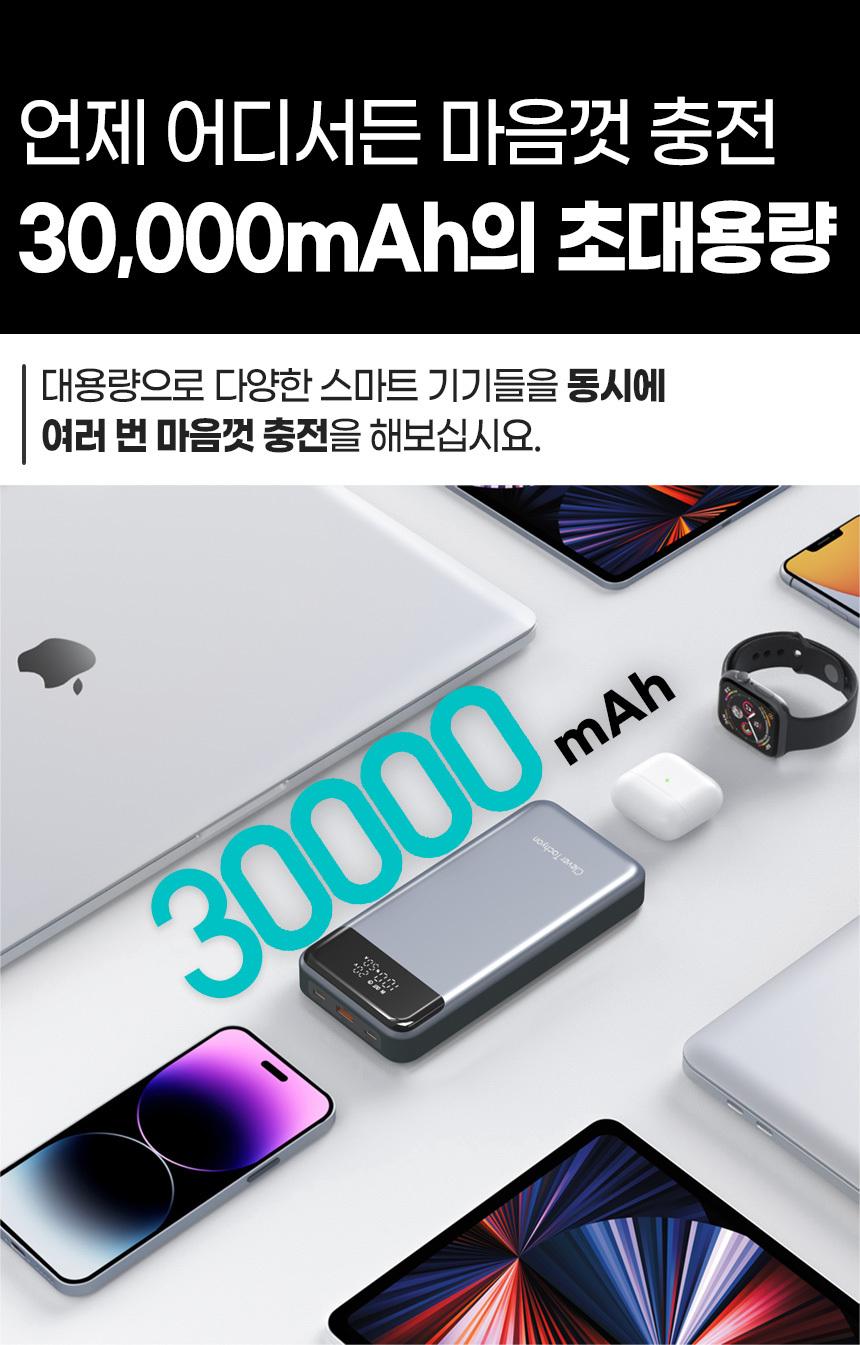 언제 어디서든 마음껏 충전
30,000mAh의 초대용량
대용량으로 다양한 스마트 기기들을 동시에
여러 번 마음껏 충전을 해보십시요.
30000 mAh
CleverTachyon